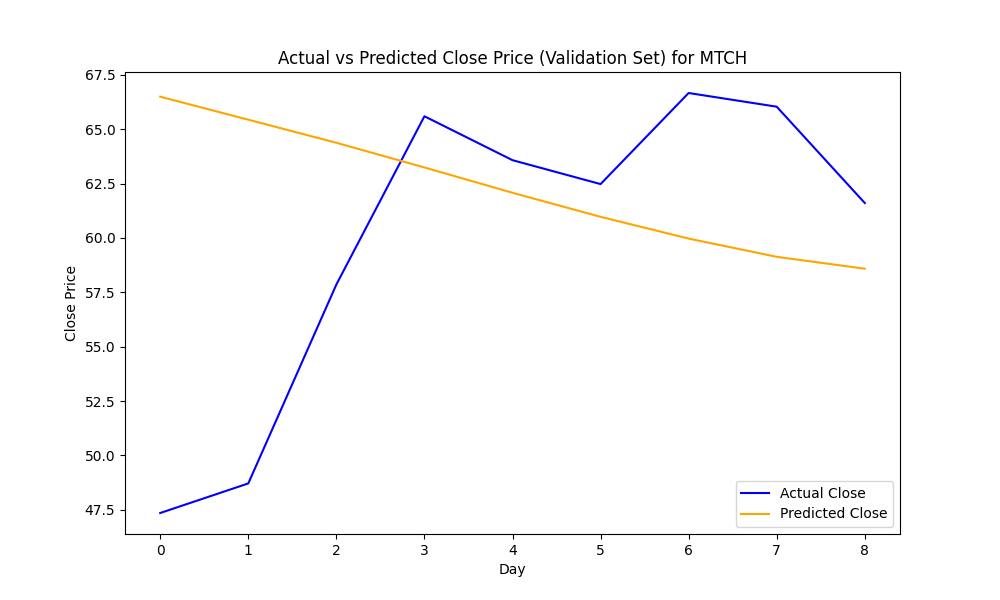 Actual vs Predicted Close Price (Validation Set) for MTCH
67.5
65.0
62.5
60.0
57.5
55.0
52.5
50.0
47.5
Close Price
Actual Close
Predicted Close
0 1 2 3 4 5 6 7 8
Day